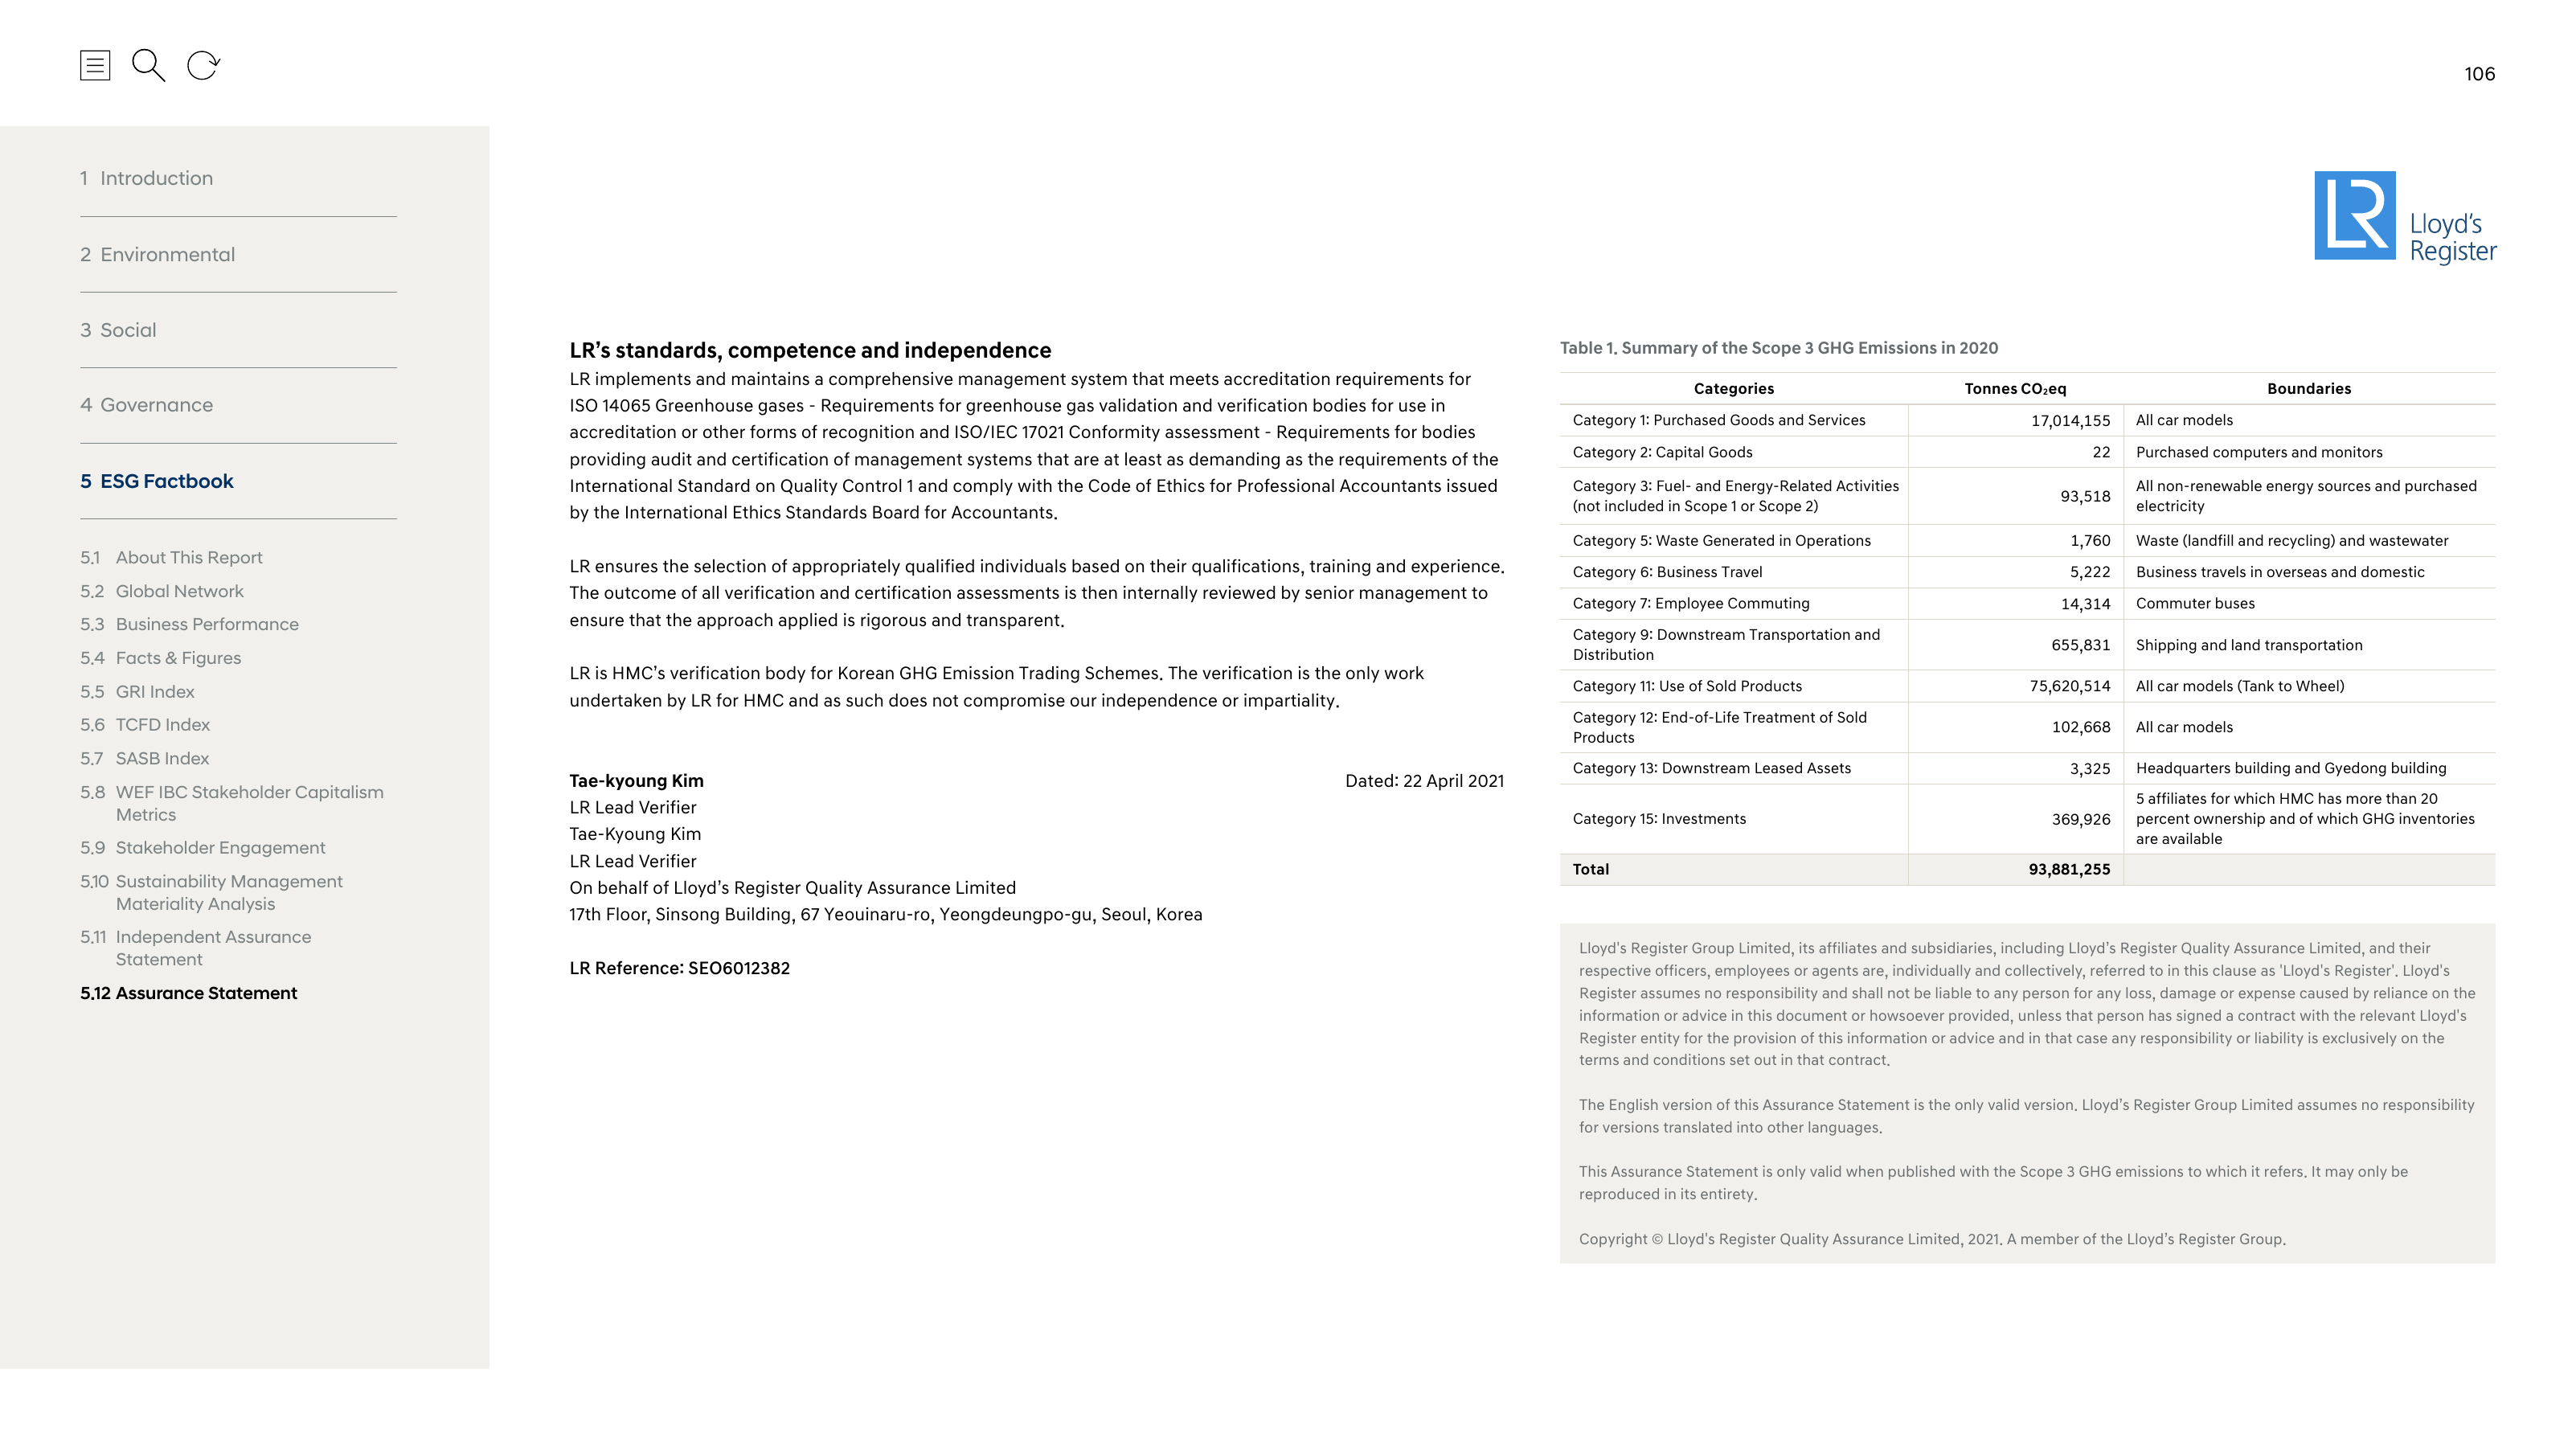 106
1 Introduction
2 Environmental
3 Social
4 Governance
5 ESG Factbook
5.1 About This Report
5.2 Global Network
5.3 Business Performance
5.4 Facts & Figures
5.5 GRI Index
5.6 TCFD Index
5.7 SASB Index
5.8 WEF IBC Stakeholder Capitalism
Metrics
5.9 Stakeholder Engagement
5.10 Sustainability Management
Materiality Analysis
5.11 Independent Assurance
Statement
5.12 Assurance Statement
LR Lloyd's
Register
LR's standards, competence and independence
LR implements and maintains a comprehensive management system that meets accreditation requirements for
ISO 14065 Greenhouse gases - Requirements for greenhouse gas validation and verification bodies for use in
accreditation or other forms of recognition and ISO/IEC 17021 Conformity assessment - Requirements for bodies
providing audit and certification of management systems that are at least as demanding as the requirements of the
International Standard on Quality Control 1 and comply with the Code of Ethics for Professional Accountants issued
by the International Ethics Standards Board for Accountants.
LR ensures the selection of appropriately qualified individuals based on their qualifications, training and experience.
The outcome of all verification and certification assessments is then internally reviewed by senior management to
ensure that the approach applied is rigorous and transparent.
LR is HMC's verification body for Korean GHG Emission Trading Schemes. The verification is the only work
undertaken by LR for HMC and as such does not compromise our independence or impartiality.
Tae-kyoung Kim Dated: 22 April 2021
LR Lead Verifier
Tae-Kyoung Kim
LR Lead Verifier
On behalf of Lloyd's Register Quality Assurance Limited
17th Floor, Sinsong Building, 67 Yeouinaru-ro, Yeongdeungpo-gu, Seoul, Korea
LR Reference: SEO6012382
Table 1. Summary of the Scope 3 GHG Emissions in 2020
Categories Tonnes CO₂eq Boundaries
Category 1: Purchased Goods and Services 17,014,155 All car models
Category 2: Capital Goods 22 Purchased computers and monitors
Category 3: Fuel- and Energy-Related Activities
(not included in Scope 1 or Scope 2) 93,518 All non-renewable energy sources and purchased
electricity
Category 5: Waste Generated in Operations 1,760 Waste (landfill and recycling) and wastewater
Category 6: Business Travel 5,222 Business travels in overseas and domestic
Category 7: Employee Commuting 14,314 Commuter buses
Category 9: Downstream Transportation and
Distribution 655,831 Shipping and land transportation
Category 11: Use of Sold Products 75,620,514 All car models (Tank to Wheel)
Category 12: End-of-Life Treatment of Sold
Products 102,668 All car models
Category 13: Downstream Leased Assets 3,325 Headquarters building and Gyedong building
Category 15: Investments 369,926 5 affiliates for which HMC has more than 20
percent ownership and of which GHG inventories
are available
Total 93,881,255
Lloyd's Register Group Limited, its affiliates and subsidiaries, including Lloyd's Register Quality Assurance Limited, and their
respective officers, employees or agents are, individually and collectively, referred to in this clause as 'Lloyd's Register'. Lloyd's
Register assumes no responsibility and shall not be liable to any person for any loss, damage or expense caused by reliance on the
information or advice in this document or howsoever provided, unless that person has signed a contract with the relevant Lloyd's
Register entity for the provision of this information or advice and in that case any responsibility or liability is exclusively on the
terms and conditions set out in that contract.
The English version of this Assurance Statement is the only valid version. Lloyd's Register Group Limited assumes no responsibility
for versions translated into other languages.
This Assurance Statement is only valid when published with the Scope 3 GHG emissions to which it refers. It may only be
reproduced in its entirety.
Copyright © Lloyd's Register Quality Assurance Limited, 2021. A member of the Lloyd's Register Group.